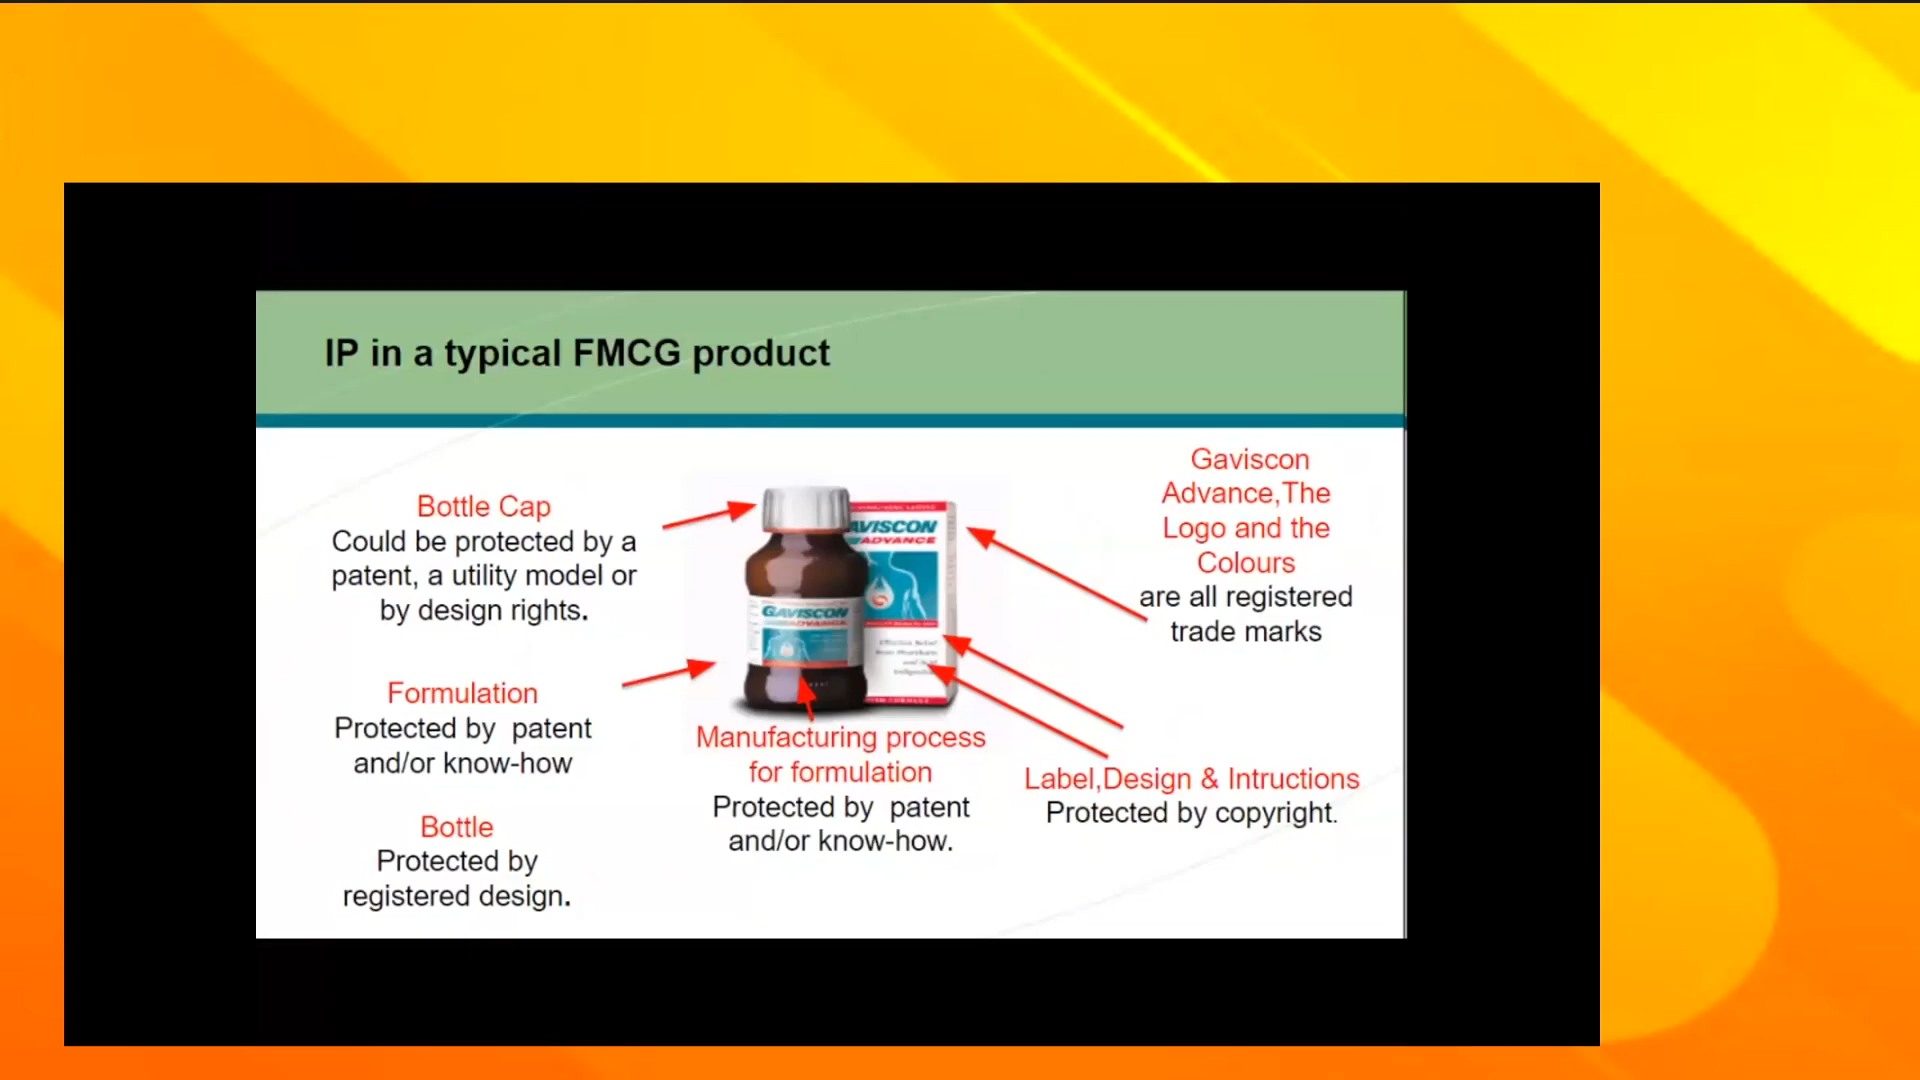 IP in a typical FMCG product
Bottle Cap
Could be protected by a
patent, a utility model or
by design rights.
Formulation
Protected by  patent
and/or know-how
Bottle
Protected by
registered design.
AVISCON
ADVANCE
GAVISCON
ADVANCE
Manufacturing process
for formulation
Protected by  patent
and/or know-how.
Gaviscon
Advance,The
Logo and the
Colours
are all registered
trade marks
Label,Design & Intructions
Protected by copyright.